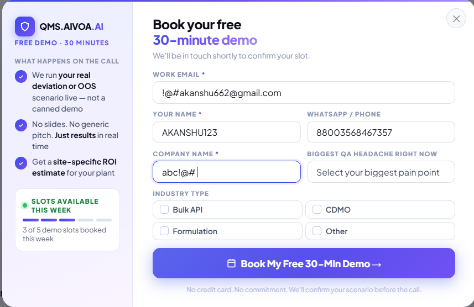 QMS.AIVOA.AI
FREE DEMO · 30 MINUTES
WHAT HAPPENS ON THE CALL
We run your real
deviation or OOS
scenario live — not a
canned demo
No slides. No generic
pitch. Just results in real
time
Get a site-specific ROI
estimate for your plant
SLOTS AVAILABLE
THIS WEEK
3 of 5 demo slots booked
this week
Book your free
30-minute demo
We'll be in touch shortly to confirm your slot.
WORK EMAIL *
!@#akanshu662@gmail.com
YOUR NAME *
WHATSAPP / PHONE
AKANSHU123
88003568467357
COMPANY NAME *
BIGGEST QA HEADACHE RIGHT NOW
abc!@#
Select your biggest pain point
INDUSTRY TYPE
Bulk API
CDMO
Formulation
Other
Book My Free 30-Min Demo →
No credit card. No commitment. We'll confirm your scenario before the call.